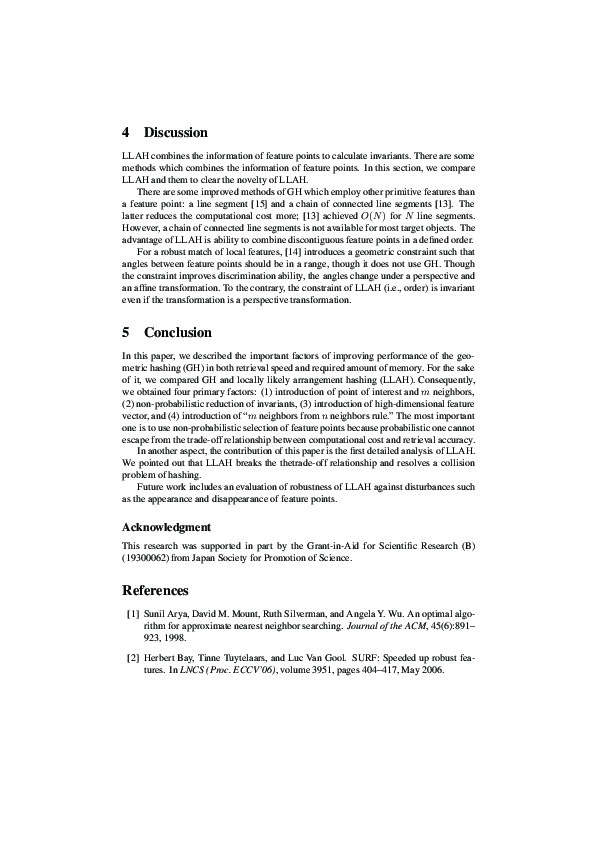 4 Discussion
LLAH combines the information of feature points to calculate invariants. There are some
methods which combines the information of feature points. In this section, we compare
LLAH and them to clear the novelty of LLAH.
There are some improved methods of GH which employ other primitive features than
a feature point: a line segment [15] and a chain of connected line segments [13]. The
latter reduces the computational cost more; [13] achieved O(N) for N line segments.
However, a chain of connected line segments is not available for most target objects. The
advantage of LLAH is ability to combine discontiguous feature points in a defined order.
For a robust match of local features, [14] introduces a geometric constraint such that
angles between feature points should be in a range, though it does not use GH. Though
the constraint improves discrimination ability, the angles change under a perspective and
an affine transformation. To the contrary, the constraint of LLAH (i.e., order) is invariant
even if the transformation is a perspective transformation.
5 Conclusion
In this paper, we described the important factors of improving performance of the geo-
metric hashing (GH) in both retrieval speed and required amount of memory. For the sake
of it, we compared GH and locally likely arrangement hashing (LLAH). Consequently,
we obtained four primary factors: (1) introduction of point of interest and m neighbors,
(2) non-probabilistic reduction of invariants, (3) introduction of high-dimensional feature
vector, and (4) introduction of “m neighbors from n neighbors rule.” The most important
one is to use non-probabilistic selection of feature points because probabilistic one cannot
escape from the trade-off relationship between computational cost and retrieval accuracy.
In another aspect, the contribution of this paper is the first detailed analysis of LLAH.
We pointed out that LLAH breaks the thetrade-off relationship and resolves a collision
problem of hashing.
Future work includes an evaluation of robustness of LLAH against disturbances such
as the appearance and disappearance of feature points.
Acknowledgment
This research was supported in part by the Grant-in-Aid for Scientific Research (B)
(19300062) from Japan Society for Promotion of Science.
References
[1] Sunil Arya, David M. Mount, Ruth Silverman, and Angela Y. Wu. An optimal algo-
rithm for approximate nearest neighbor searching. Journal of the ACM, 45(6):891–
923, 1998.
[2] Herbert Bay, Tinne Tuytelaars, and Luc Van Gool. SURF: Speeded up robust fea-
tures. In LNCS (Proc. ECCV'06), volume 3951, pages 404–417, May 2006.